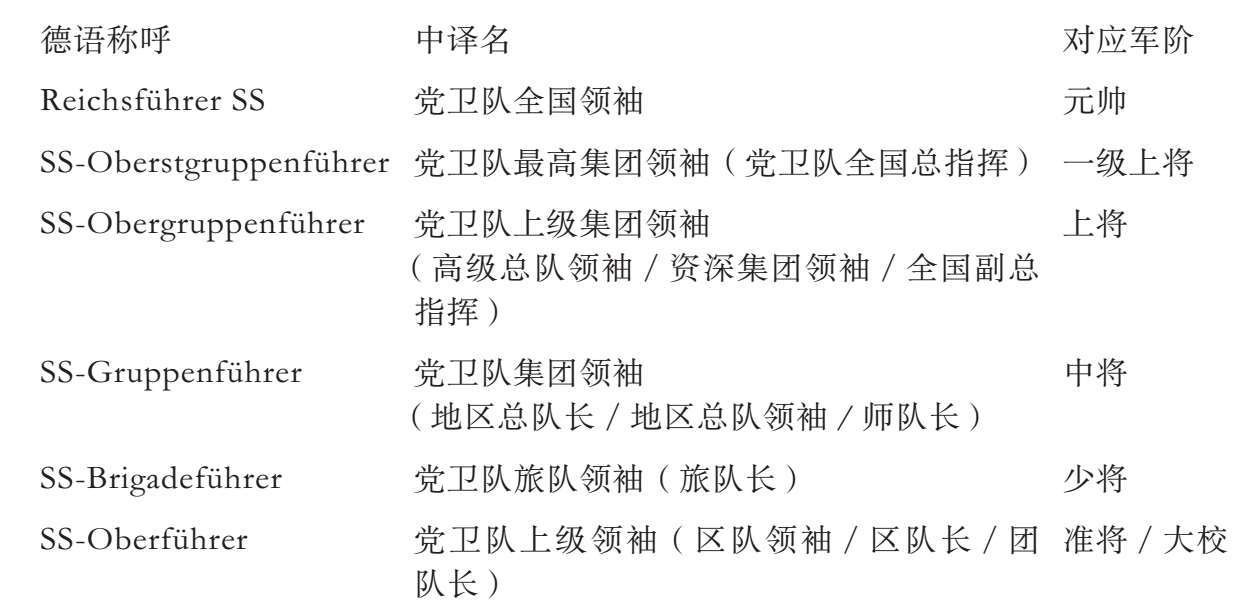 德语称呼 中译名 对应军阶
Reichsführer SS 党卫队全国领袖 元帅
SS-Oberstgruppenführer 党卫队最高集团领袖（党卫队全国总指挥） 一级上将
SS-Obergruppenführer 党卫队上级集团领袖 上将
（高级总队领袖／资深集团领袖／全国副总
指挥）
SS-Gruppenführer 党卫队集团领袖 中将
（地区总队长／地区总队领袖／师队长）
SS-Brigadeführer 党卫队旅队领袖（旅队长） 少将
SS-Oberführer 党卫队上级领袖（区队领袖／区队长／团 准将／大校
队长）